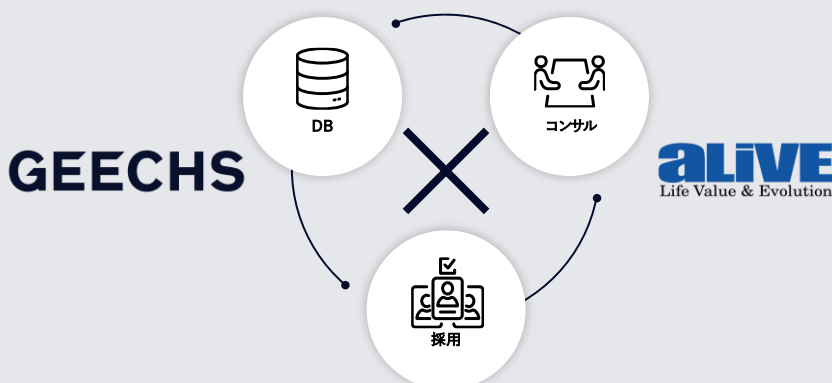 DB
コンサル
GEECHS
aLiVE
Life Value & Evolution
採用